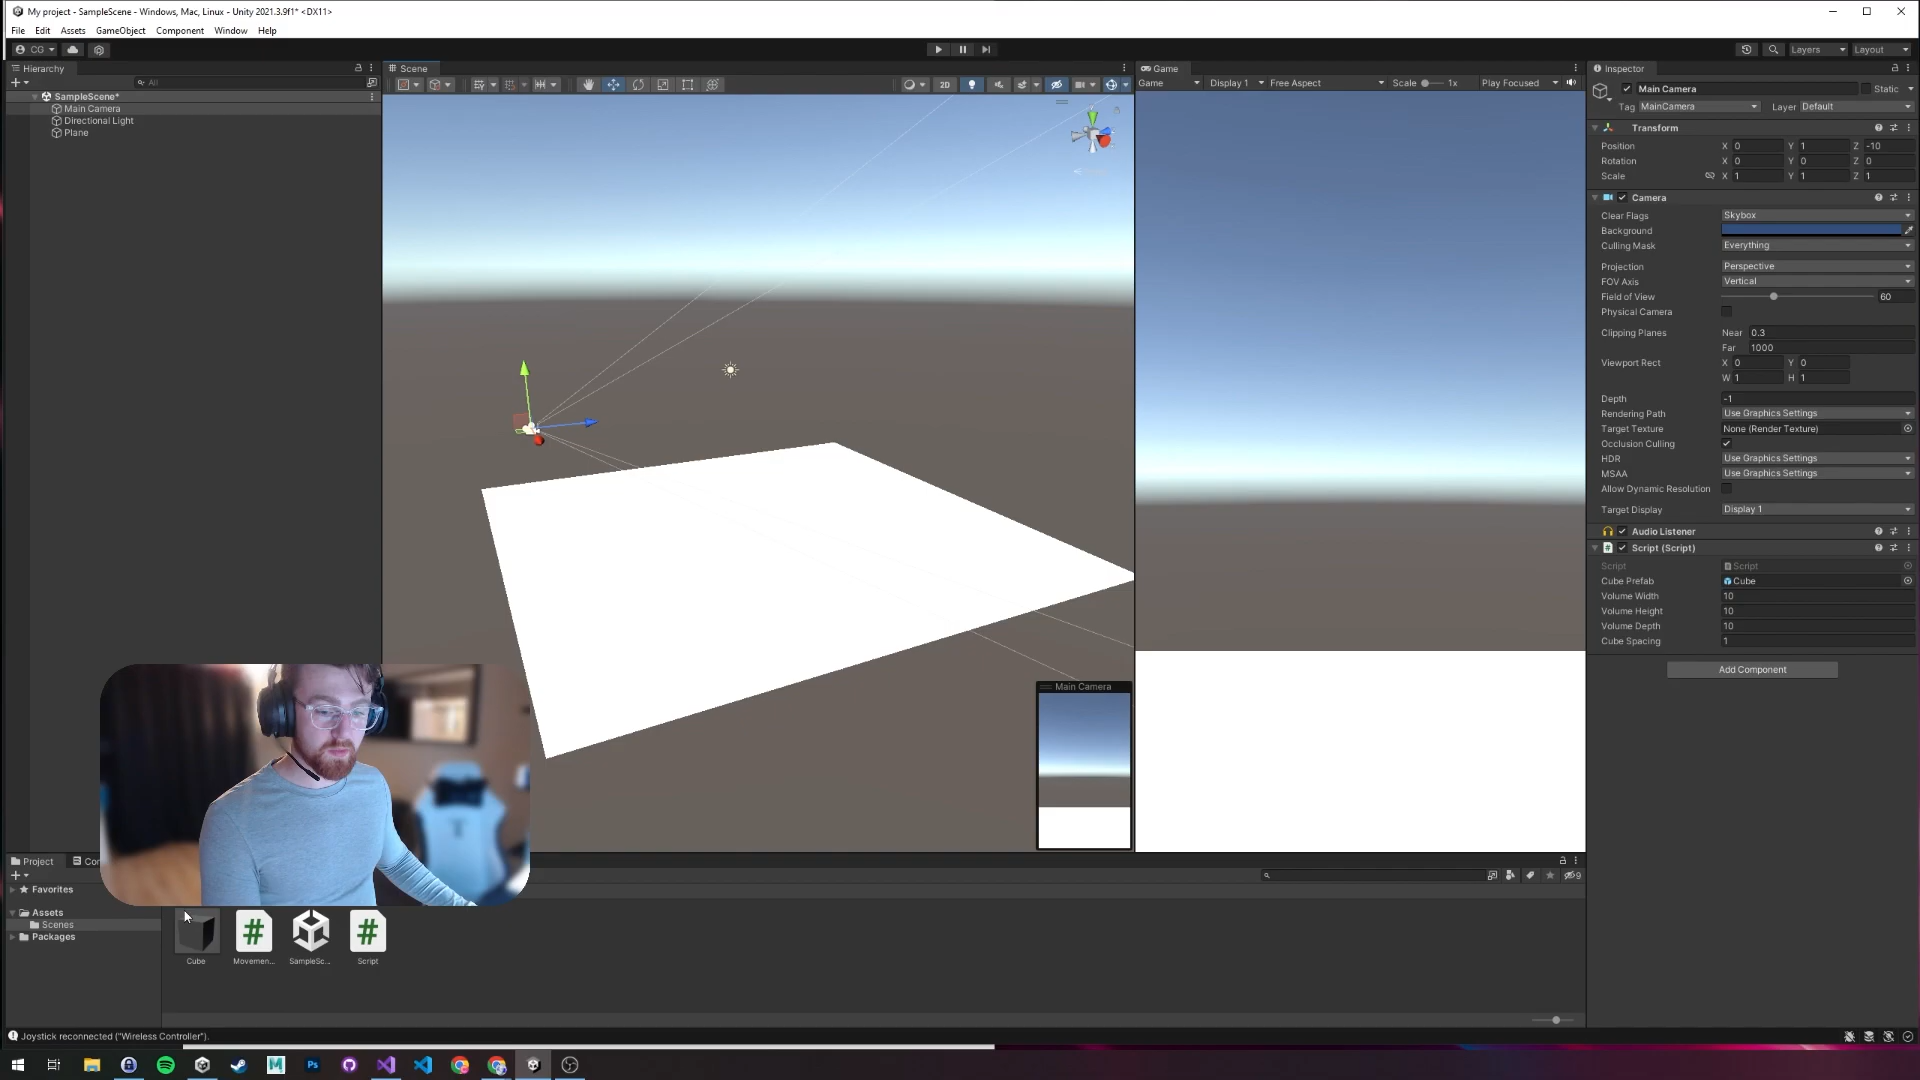 My project - SampleScene - Windows, Mac, Linux - Unity 2021.3.9f1* <DX11>
File Edit Assets GameObject Component Window Help
CG Layers Layout
Hierarchy
All
SampleScene*
Main Camera
Directional Light
Plane
Scene
2D
Main Camera
Game
Game Display 1 Free Aspect Scale 1x Play Focused
Inspector
Main Camera Static
Tag MainCamera Layer Default
Transform
Position X 0 Y 1 Z -10
Rotation X 0 Y 0 Z 0
Scale X 1 Y 1 Z 1
Camera
Clear Flags Skybox
Background
Culling Mask Everything
Projection Perspective
FOV Axis Vertical
Field of View 60
Physical Camera
Clipping Planes Near 0.3
Far 1000
Viewport Rect X 0 Y 0
W 1 H 1
Depth -1
Rendering Path Use Graphics Settings
Target Texture None (Render Texture)
Occlusion Culling
HDR Use Graphics Settings
MSAA Use Graphics Settings
Allow Dynamic Resolution
Target Display Display 1
Audio Listener
# Script (Script)
Script Script
Cube Prefab Cube
Volume Width 10
Volume Height 10
Volume Depth 10
Cube Spacing 1
Add Component
Project Con
9
Favorites
Assets
Scenes
Packages
# #
Cube Movemen... SampleSc... Script
Joystick reconnected ("Wireless Controller").
M Ps